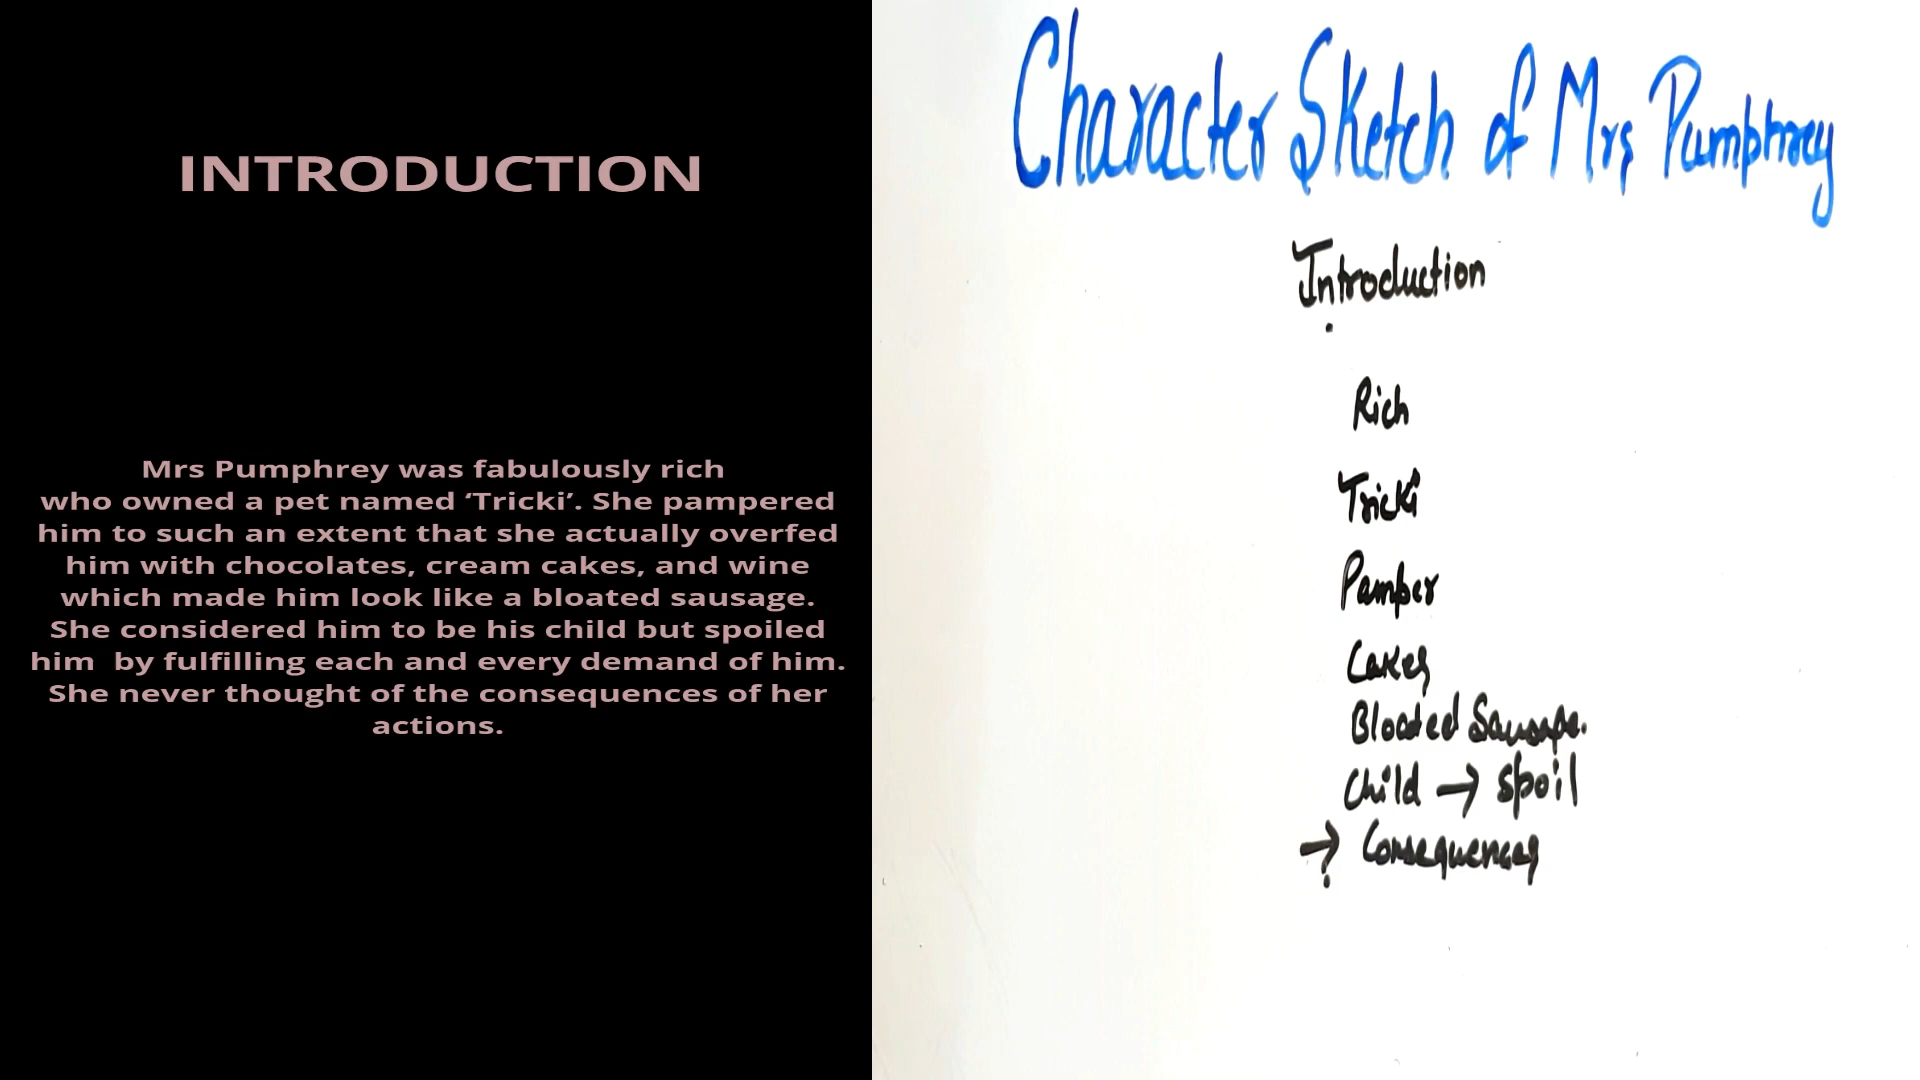 INTRODUCTION
Mrs Pumphrey was fabulously rich
who owned a pet named ‘Tricki’. She pampered
him to such an extent that she actually overfed
him with chocolates, cream cakes, and wine
which made him look like a bloated sausage.
She considered him to be his child but spoiled
him  by fulfilling each and every demand of him.
She never thought of the consequences of her
actions.
Character Sketch of Mrs Pumphrey
Introduction
Rich
Tricki
Pamper
Cakes
Bloated Sausage.
Child → Spoil
→ Consequences